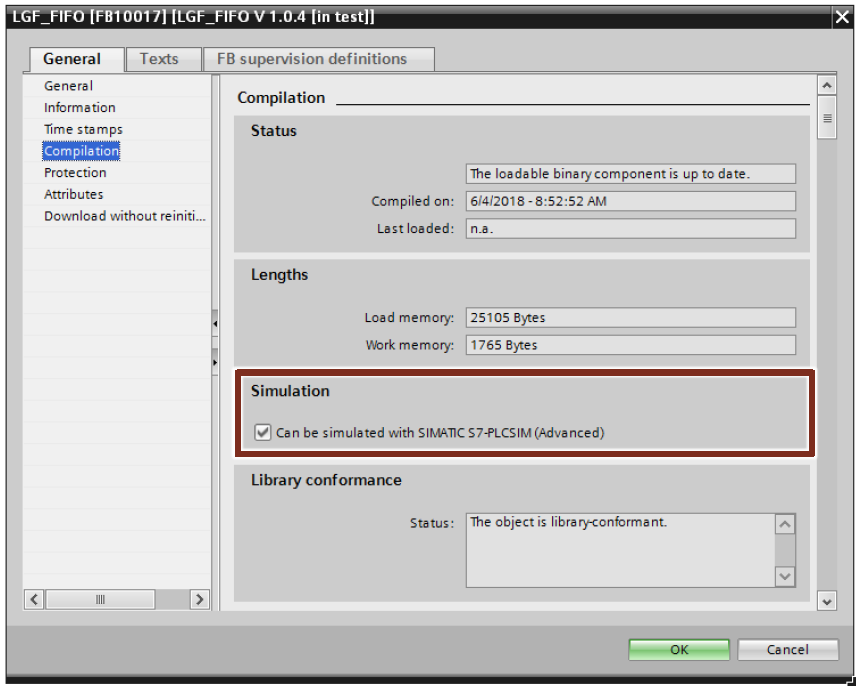 LGF_FIFO [FB10017] [LGF_FIFO V 1.0.4 [in test]]
General Texts FB supervision definitions
General
Information
Time stamps
Compilation
Protection
Attributes
Download without reiniti...
Compilation
Status
The loadable binary component is up to date.
Compiled on: 6/4/2018 - 8:52:52 AM
Last loaded: n.a.
Lengths
Load memory: 25105 Bytes
Work memory: 1765 Bytes
Simulation
Can be simulated with SIMATIC S7-PLCSIM (Advanced)
Library conformance
Status: The object is library-conformant.
OK Cancel